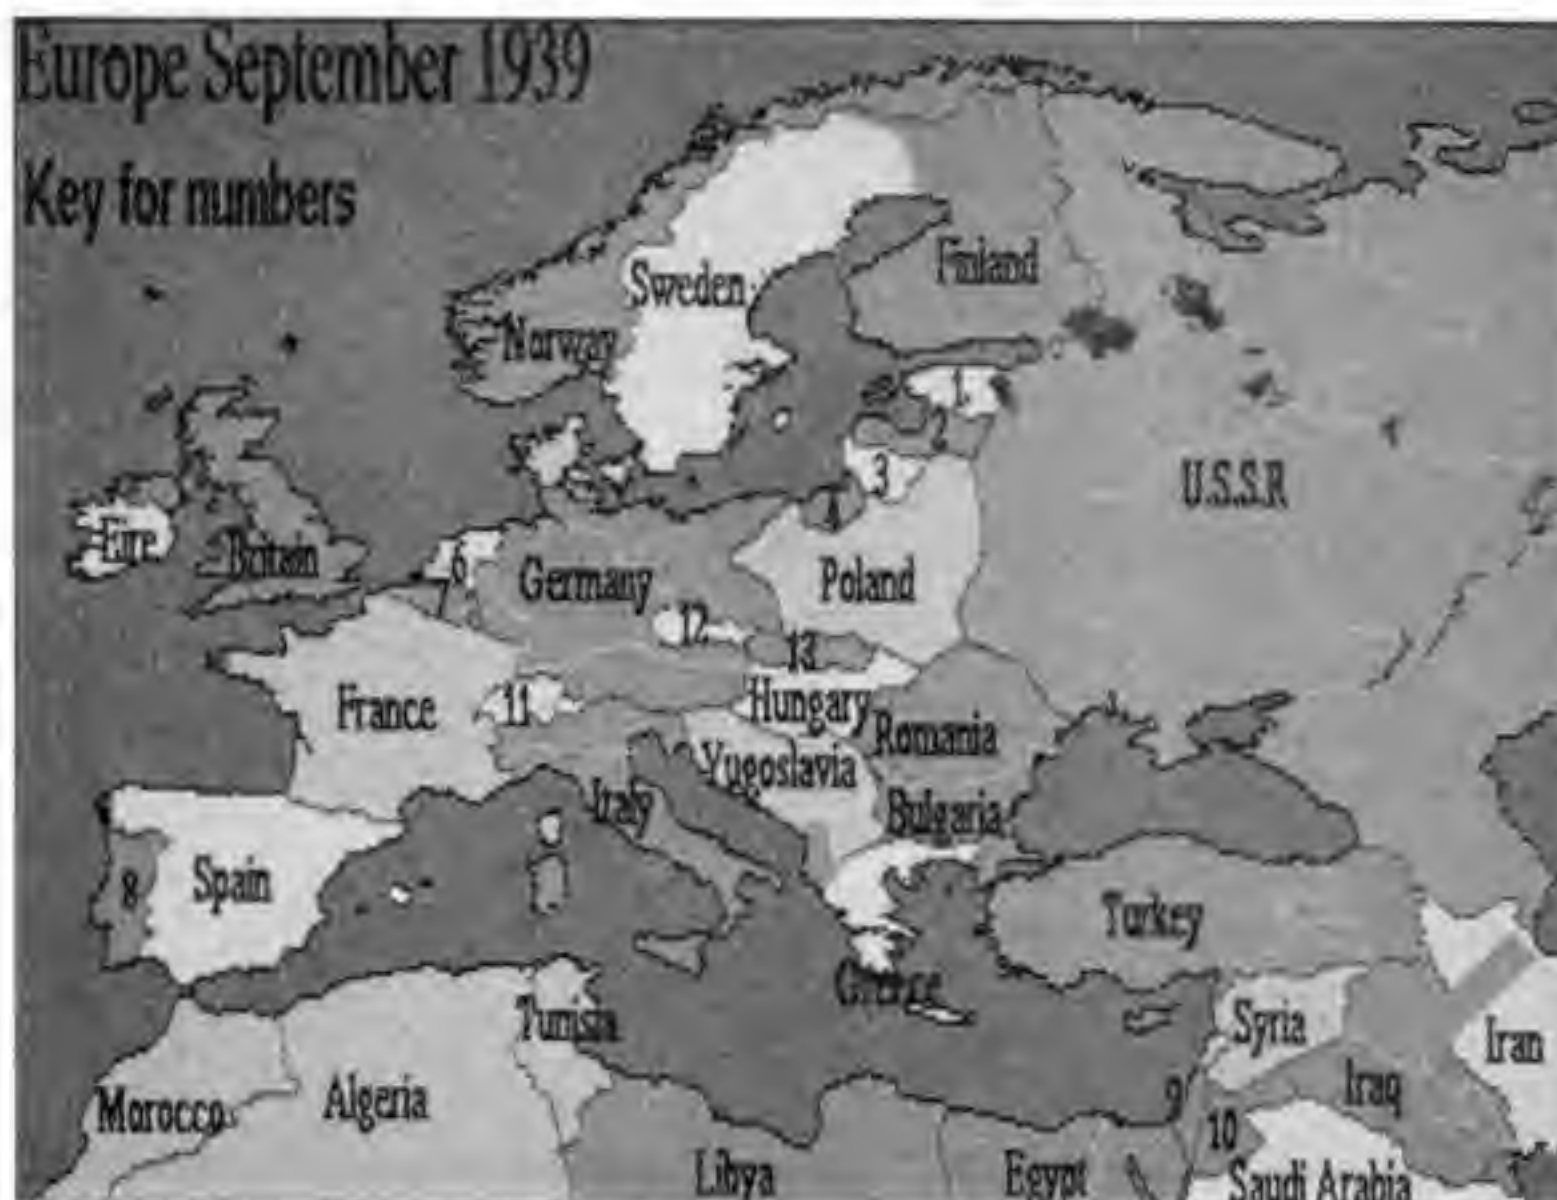 Europe September 1939
Key for numbers
Sweden
Finland
Norway
1
2
3
U.S.S.R
4
Eire
Britain
6
Germany
Poland
7
12
13
11
Hungary
France
Romania
Yugoslavia
Italy
Bulgaria
8
Spain
Turkey
Greece
Tunisia
Syria
Iran
Morocco
Algeria
Iraq
9
10
Libya
Egypt
Saudi Arabia